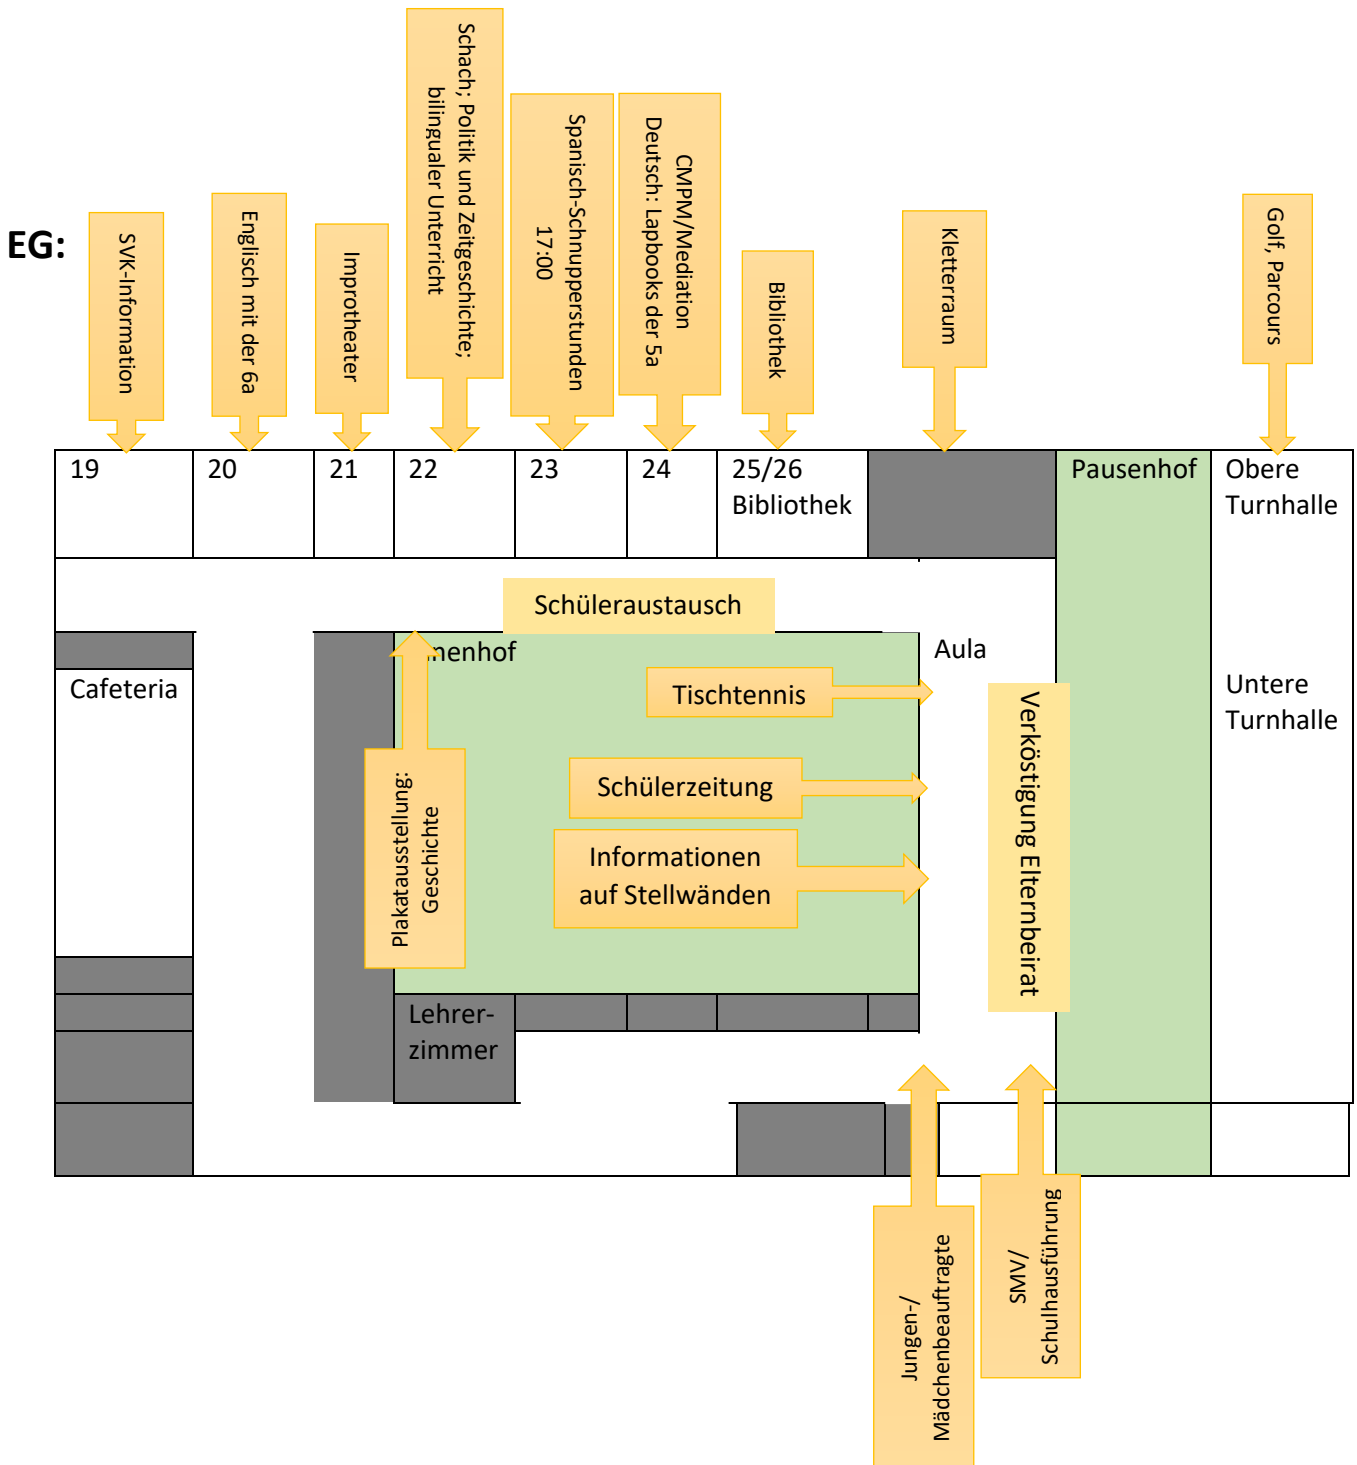 EG:
SVK-Information
Englisch mit der 6a
Improtheater
Schach; Politik und Zeitgeschichte;
bilingualer Unterricht
Spanisch-Schnupperstunden
17:00
CMPM/Mediation
Deutsch: Lapbooks der 5a
Bibliothek
Kletterraum
Golf, Parcours
19
20
21
22
23
24
25/26
Bibliothek
Pausenhof
Obere
Turnhalle
Schüleraustausch
nenhof
Aula
Cafeteria
Tischtennis
Untere
Turnhalle
Verköstigung Elternbeirat
Plakatausstellung:
Geschichte
Schülerzeitung
Informationen
auf Stellwänden
Lehrer-
zimmer
Jungen-/
Mädchenbeauftragte
SMV/
Schulhausführung